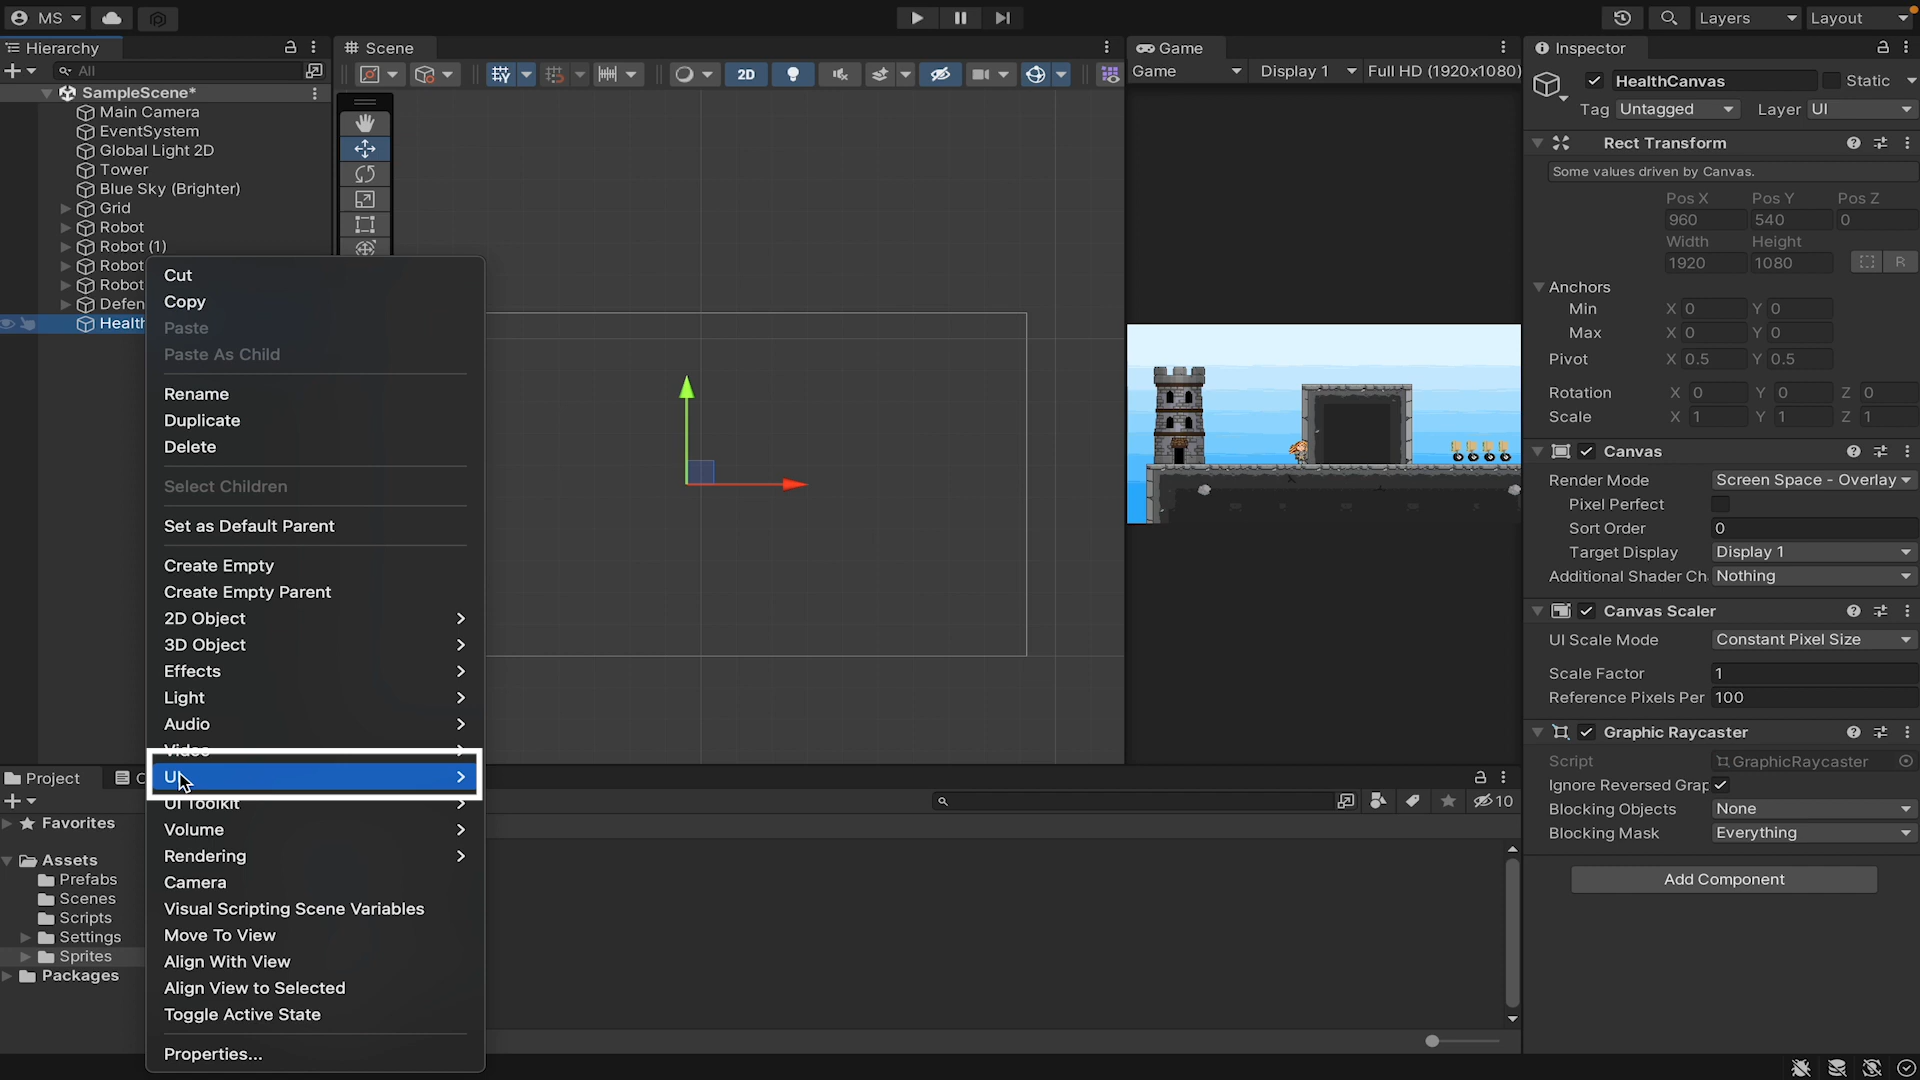 MS
Layers
Layout
Hierarchy
All
SampleScene*
Main Camera
EventSystem
Global Light 2D
Tower
Blue Sky (Brighter)
Grid
Robot
Robot (1)
Robot
Robot
Defen
Health
Cut
Copy
Paste
Paste As Child
Rename
Duplicate
Delete
Select Children
Set as Default Parent
Create Empty
Create Empty Parent
2D Object
3D Object
Effects
Light
Audio
Video
UI
UI Toolkit
Volume
Rendering
Camera
Visual Scripting Scene Variables
Move To View
Align With View
Align View to Selected
Toggle Active State
Properties...
Scene
2D
Game
Game
Display 1
Full HD (1920x1080)
Project
C
10
Favorites
Assets
Prefabs
Scenes
Scripts
Settings
Sprites
Packages
Inspector
HealthCanvas
Static
Tag Untagged
Layer UI
Rect Transform
Some values driven by Canvas.
Pos X Pos Y Pos Z
960 540 0
Width Height
1920 1080
R
Anchors
Min X 0 Y 0
Max X 0 Y 0
Pivot X 0.5 Y 0.5
Rotation X 0 Y 0 Z 0
Scale X 1 Y 1 Z 1
Canvas
Render Mode Screen Space - Overlay
Pixel Perfect
Sort Order 0
Target Display Display 1
Additional Shader Ch Nothing
Canvas Scaler
UI Scale Mode Constant Pixel Size
Scale Factor 1
Reference Pixels Per 100
Graphic Raycaster
Script GraphicRaycaster
Ignore Reversed Grap
Blocking Objects None
Blocking Mask Everything
Add Component